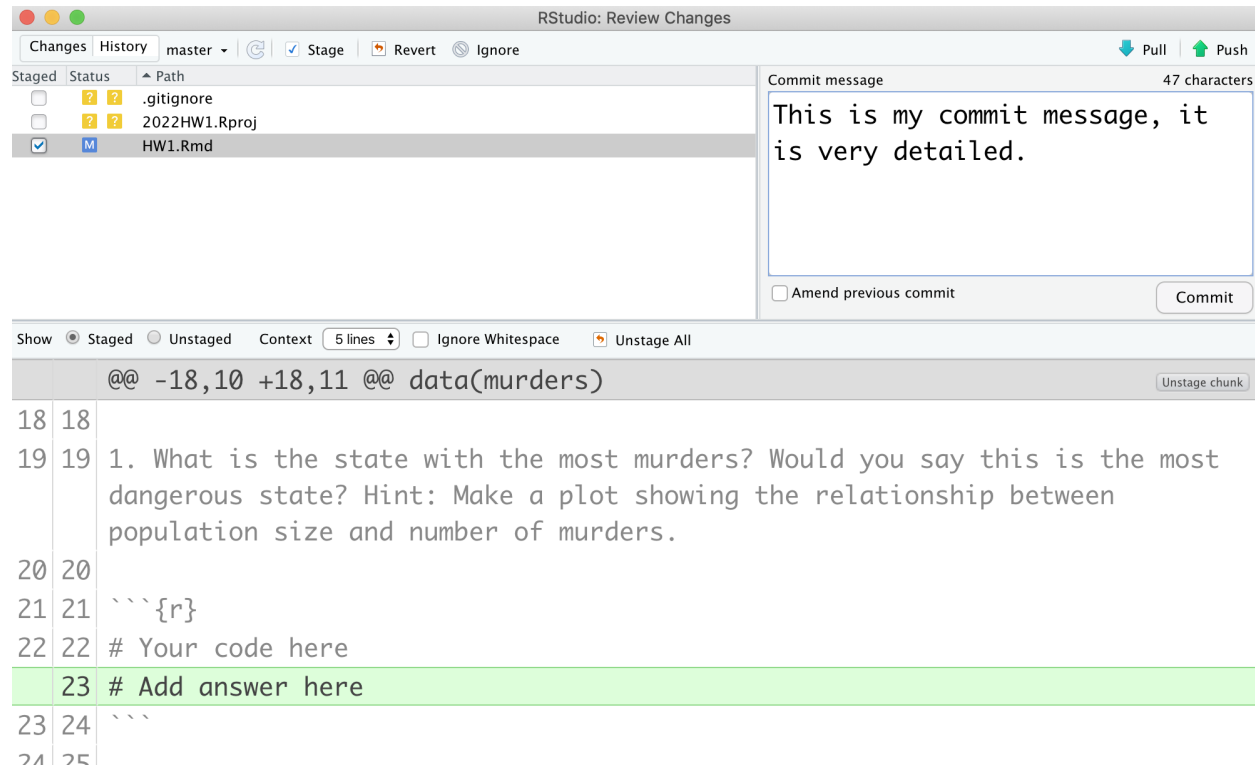 RStudio: Review Changes
Changes History master Stage Revert Ignore Pull Push
Staged Status Path
? ? .gitignore
? ? 2022HW1.Rproj
M HW1.Rmd
Commit message 47 characters
This is my commit message, it
is very detailed.
Amend previous commit Commit
Show Staged Unstaged Context 5 lines Ignore Whitespace Unstage All
@@ -18,10 +18,11 @@ data(murders) Unstage chunk
18 18
19 19 1. What is the state with the most murders? Would you say this is the most
dangerous state? Hint: Make a plot showing the relationship between
population size and number of murders.
20 20
21 21 ```{r}
22 22 # Your code here
23 # Add answer here
23 24 ```
24 25